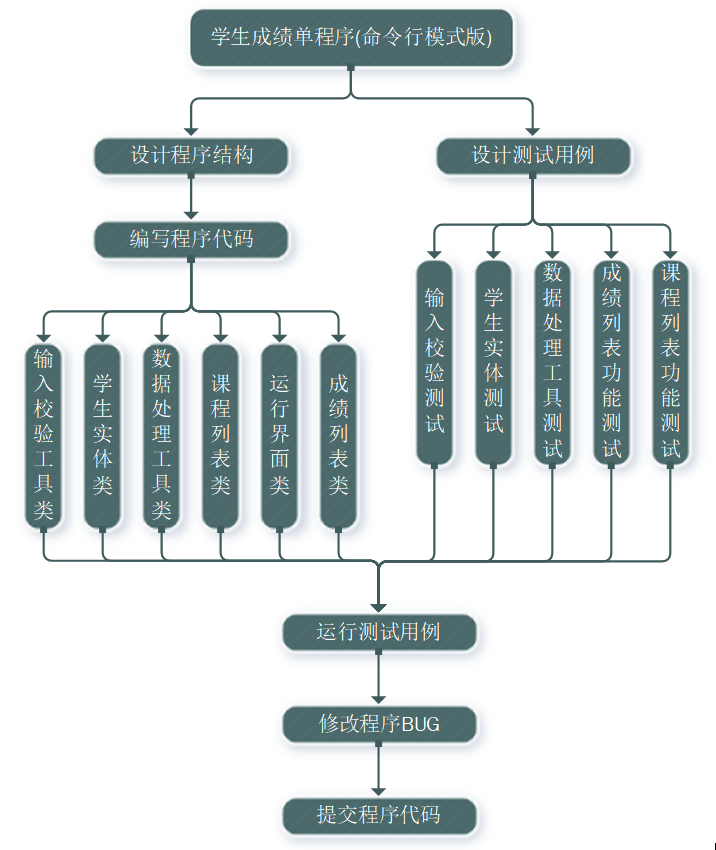 学生成绩单程序(命令行模式版)
设计程序结构
设计测试用例
编写程序代码
输入校验测试
学生实体测试
数据处理工具测试
成绩列表功能测试
课程列表功能测试
输入校验工具类
学生实体类
数据处理工具类
课程列表类
运行界面类
成绩列表类
运行测试用例
修改程序BUG
提交程序代码